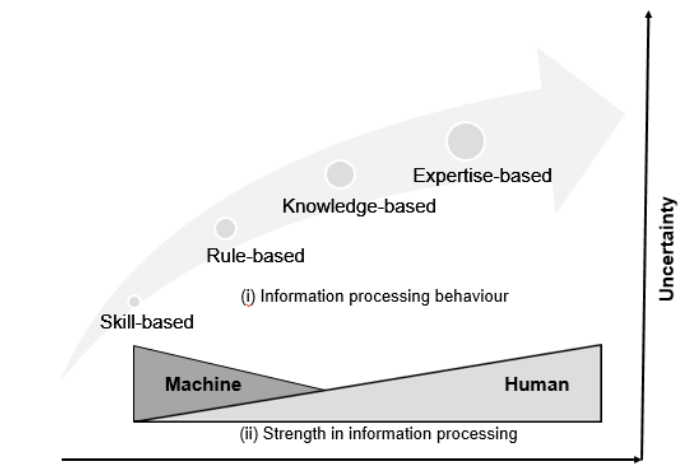 Expertise-based
Knowledge-based
Rule-based
(i) Information processing behaviour
Skill-based
Machine
Human
(ii) Strength in information processing
Uncertainty